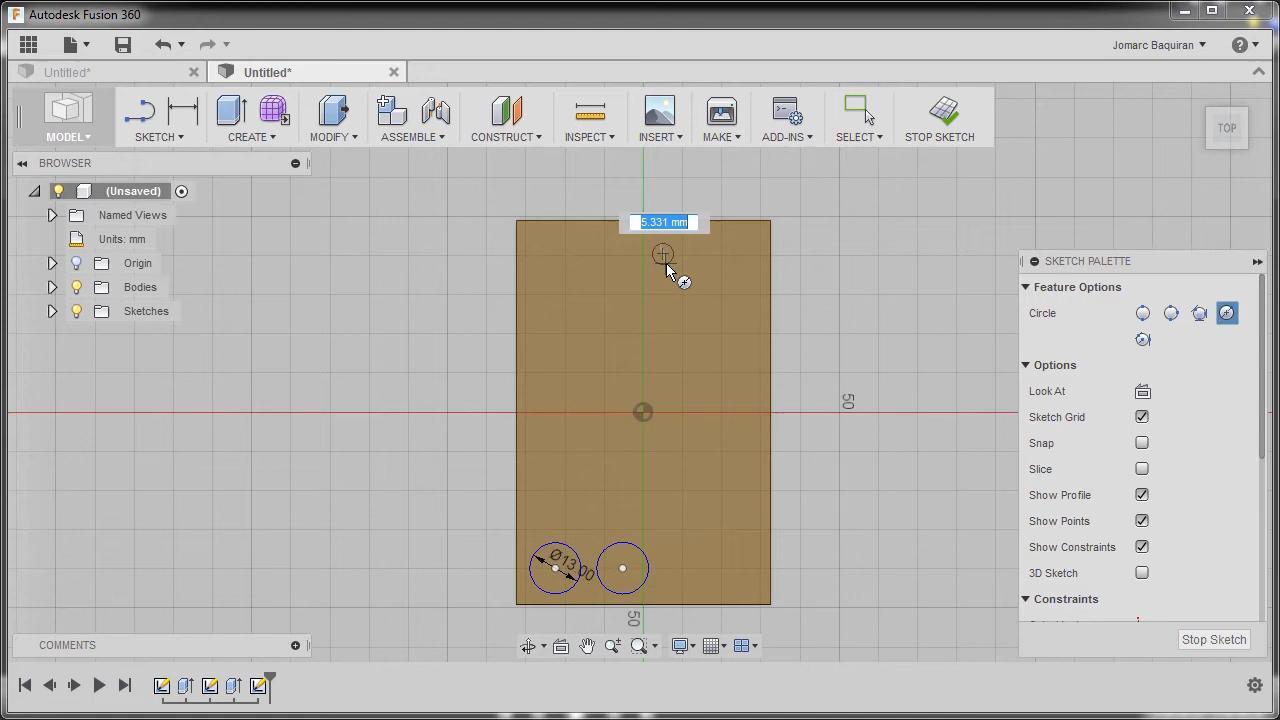 Autodesk Fusion 360
Jomarc Baquiran
Untitled*
Untitled*
MODEL
SKETCH
CREATE
MODIFY
ASSEMBLE
CONSTRUCT
INSPECT
INSERT
MAKE
ADD-INS
SELECT
STOP SKETCH
TOP
BROWSER
(Unsaved)
Named Views
Units: mm
Origin
Bodies
Sketches
5.331 mm
50
Ø13.00
50
SKETCH PALETTE
Feature Options
Circle
Options
Look At
Sketch Grid
Snap
Slice
Show Profile
Show Points
Show Constraints
3D Sketch
Constraints
Stop Sketch
COMMENTS